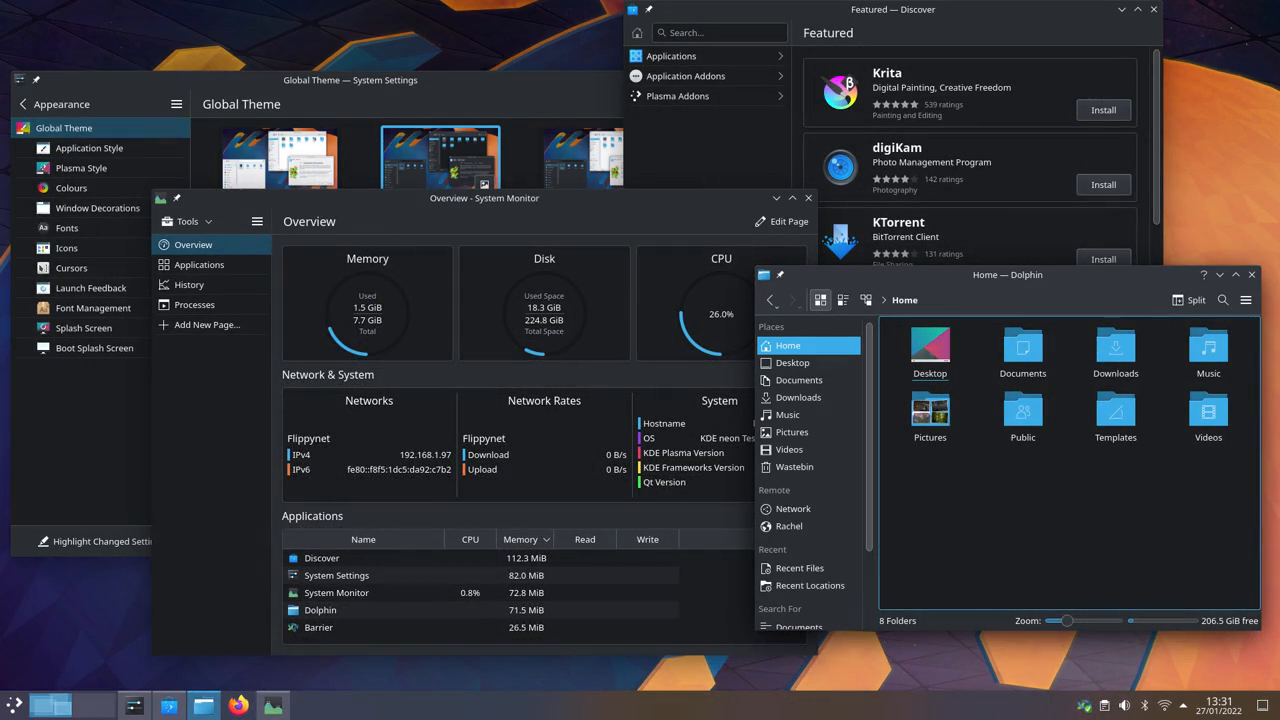 Featured — Discover
Search...
Featured
Applications
Application Addons
Plasma Addons
Krita
Digital Painting, Creative Freedom
539 ratings
Painting and Editing
Install
digiKam
Photo Management Program
142 ratings
Photography
Install
KTorrent
BitTorrent Client
131 ratings
File Sharing
Install
Global Theme — System Settings
Appearance
Global Theme
Global Theme
Application Style
Plasma Style
Colours
Window Decorations
Fonts
Icons
Cursors
Launch Feedback
Font Management
Splash Screen
Boot Splash Screen
Highlight Changed
Overview - System Monitor
Tools
Overview
Edit Page
Overview
Applications
History
Processes
Add New Page...
Memory
Used
1.5 GiB
7.7 GiB
Total
Disk
Used Space
18.3 GiB
224.8 GiB
Total Space
CPU
26.0%
Network & System
Networks
Flippynet
IPv4 192.168.1.97
IPv6 fe80::f8f5:1dc5:da92:c7b2
Network Rates
Flippynet
Download 0 B/s
Upload 0 B/s
System
Hostname
OS KDE neon
KDE Plasma Version
KDE Frameworks Version
Qt Version
Applications
Name CPU Memory Read Write
Discover 112.3 MiB
System Settings 82.0 MiB
System Monitor 0.8% 72.8 MiB
Dolphin 71.5 MiB
Barrier 26.5 MiB
Home — Dolphin
Home
Split
Places
Home
Desktop
Documents
Downloads
Music
Pictures
Videos
Wastebin
Remote
Network
Rachel
Recent
Recent Files
Recent Locations
Search For
Documents
Desktop
Documents
Downloads
Music
Pictures
Public
Templates
Videos
8 Folders
Zoom:
206.5 GiB free
13:31
27/01/2022